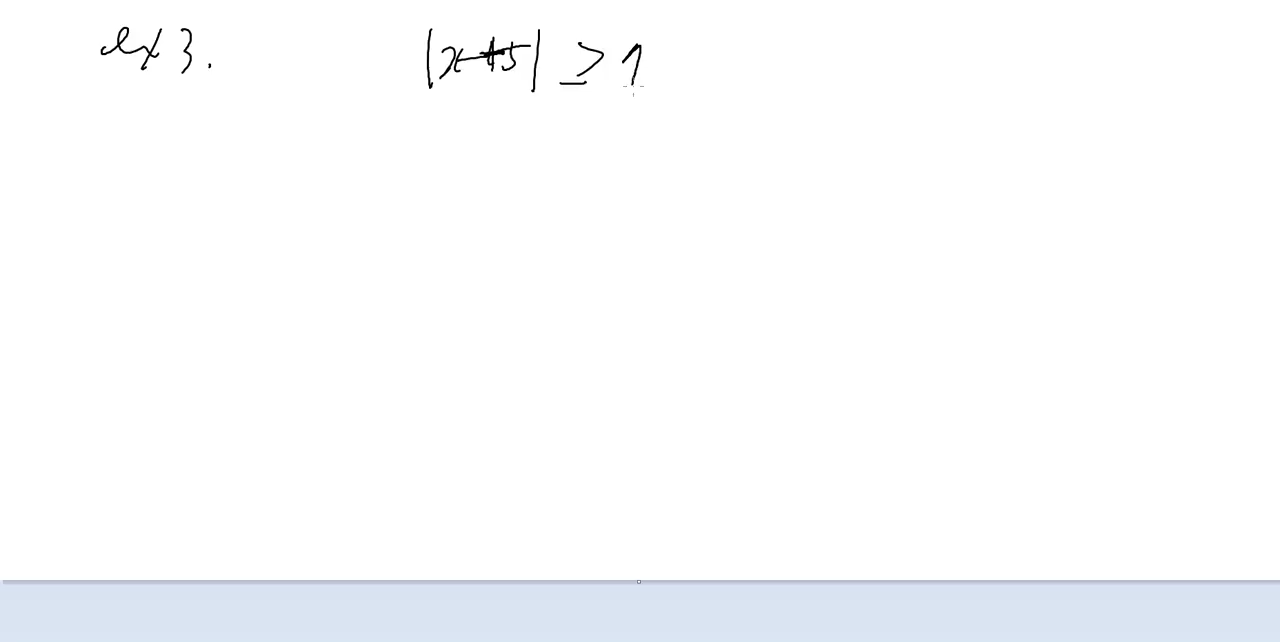 ex 3. |x+5| ≥ 1